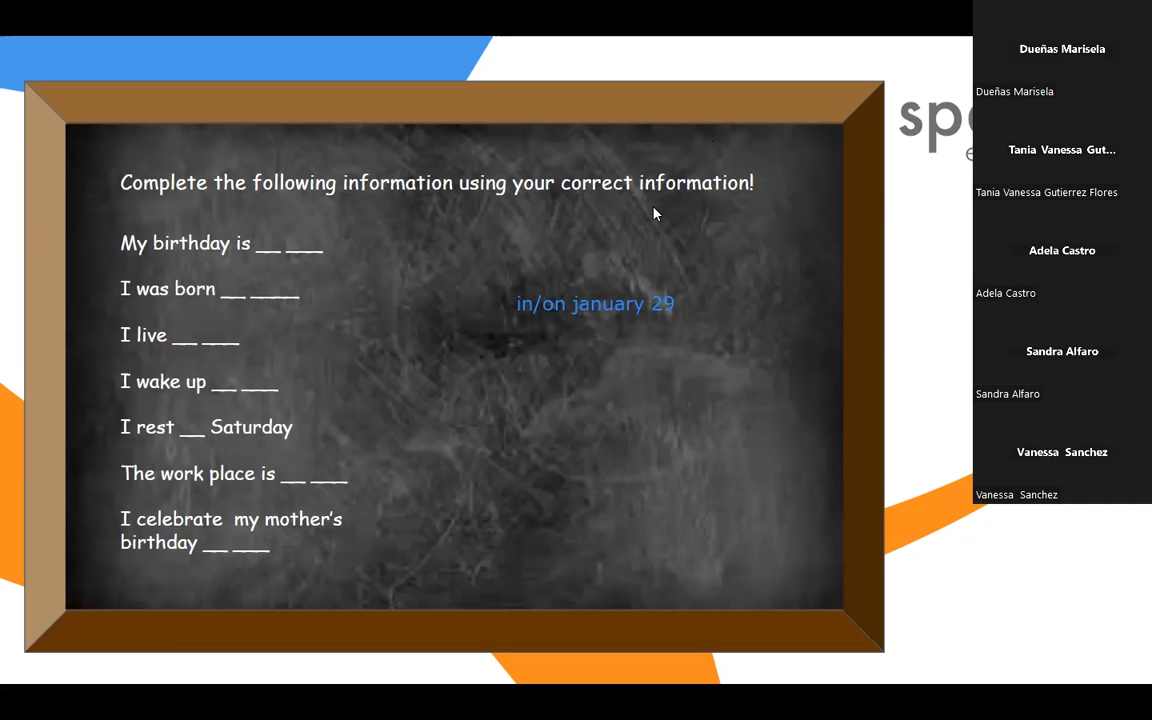 Complete the following information using your correct information!
My birthday is __ ___
I was born __ ____
in/on january 29
I live __ ___
I wake up __ ___
I rest __ Saturday
The work place is __ ___
I celebrate my mother's
birthday __ ___
Dueñas Marisela
Dueñas Marisela
Tania Vanessa Gut...
Tania Vanessa Gutierrez Flores
Adela Castro
Adela Castro
Sandra Alfaro
Sandra Alfaro
Vanessa Sanchez
Vanessa Sanchez